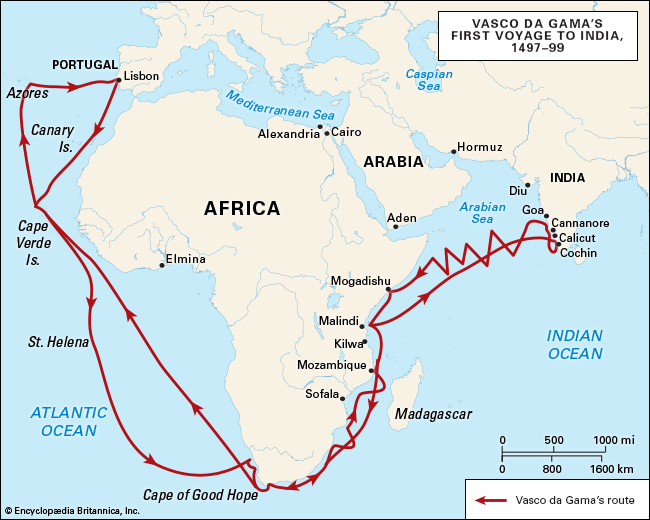 VASCO DA GAMA'S
FIRST VOYAGE TO INDIA,
1497–99
PORTUGAL
Lisbon
Azores
Caspian
Sea
Mediterranean Sea
Canary
Is.
Alexandria
Cairo
Hormuz
ARABIA
INDIA
Diu
AFRICA
Arabian
Sea
Goa
Aden
Cannanore
Cape
Verde
Is.
Calicut
Cochin
Elmina
Mogadishu
Malindi
St. Helena
Kilwa
INDIAN
OCEAN
Mozambique
Sofala
Madagascar
ATLANTIC
OCEAN
0 500 1000 mi
0 800 1600 km
Cape of Good Hope
Vasco da Gama's route
© Encyclopædia Britannica, Inc.